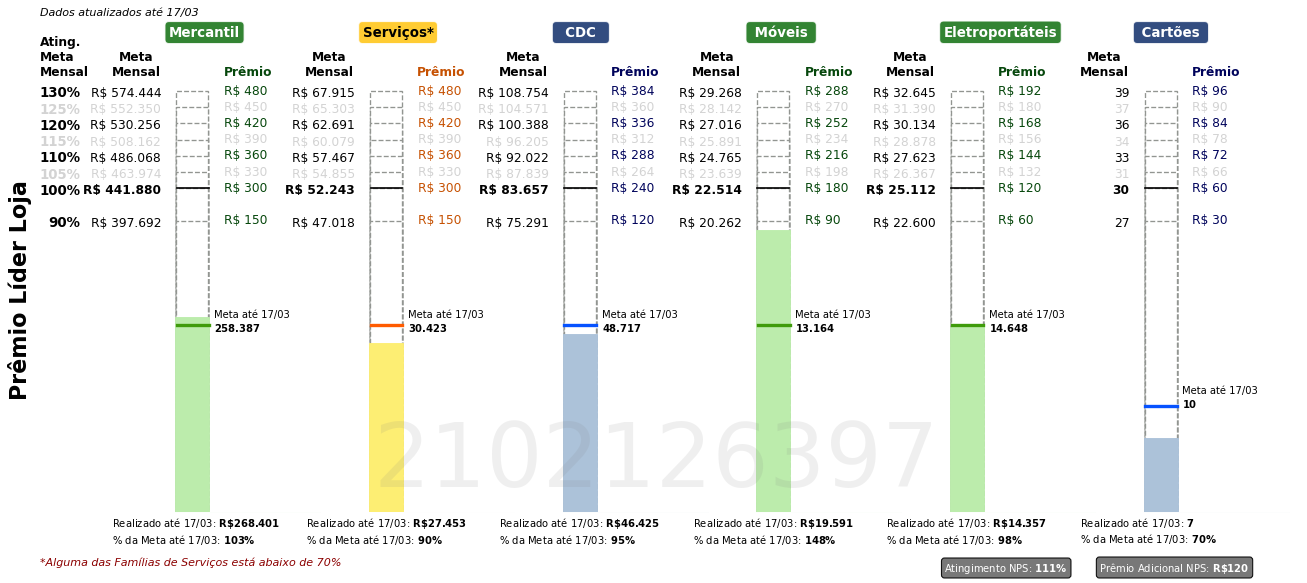 Dados atualizados até 17/03
Mercantil Serviços* CDC Móveis Eletroportáteis Cartões
Ating. Meta Mensal
Meta Mensal Prêmio Meta Mensal Prêmio Meta Mensal Prêmio Meta Mensal Prêmio Meta Mensal Prêmio Meta Mensal Prêmio
130% R$ 574.444 R$ 480 R$ 67.915 R$ 480 R$ 108.754 R$ 384 R$ 29.268 R$ 288 R$ 32.645 R$ 192 39 R$ 96
125% R$ 552.350 R$ 450 R$ 65.303 R$ 450 R$ 104.571 R$ 360 R$ 28.142 R$ 270 R$ 31.390 R$ 180 37 R$ 90
120% R$ 530.256 R$ 420 R$ 62.691 R$ 420 R$ 100.388 R$ 336 R$ 27.016 R$ 252 R$ 30.134 R$ 168 36 R$ 84
115% R$ 508.162 R$ 390 R$ 60.079 R$ 390 R$ 96.205 R$ 312 R$ 25.891 R$ 234 R$ 28.878 R$ 156 34 R$ 78
110% R$ 486.068 R$ 360 R$ 57.467 R$ 360 R$ 92.022 R$ 288 R$ 24.765 R$ 216 R$ 27.623 R$ 144 33 R$ 72
105% R$ 463.974 R$ 330 R$ 54.855 R$ 330 R$ 87.839 R$ 264 R$ 23.639 R$ 198 R$ 26.367 R$ 132 31 R$ 66
100% R$ 441.880 R$ 300 R$ 52.243 R$ 300 R$ 83.657 R$ 240 R$ 22.514 R$ 180 R$ 25.112 R$ 120 30 R$ 60
90% R$ 397.692 R$ 150 R$ 47.018 R$ 150 R$ 75.291 R$ 120 R$ 20.262 R$ 90 R$ 22.600 R$ 60 27 R$ 30
Prêmio Líder Loja
Meta até 17/03 Meta até 17/03 Meta até 17/03 Meta até 17/03 Meta até 17/03
258.387 30.423 48.717 13.164 14.648
Meta até 17/03
10
2102126397
Realizado até 17/03: R$268.401 Realizado até 17/03: R$27.453 Realizado até 17/03: R$46.425 Realizado até 17/03: R$19.591 Realizado até 17/03: R$14.357 Realizado até 17/03: 7
% da Meta até 17/03: 103% % da Meta até 17/03: 90% % da Meta até 17/03: 95% % da Meta até 17/03: 148% % da Meta até 17/03: 98% % da Meta até 17/03: 70%
*Alguma das Famílias de Serviços está abaixo de 70%
Atingimento NPS: 111% Prêmio Adicional NPS: R$120